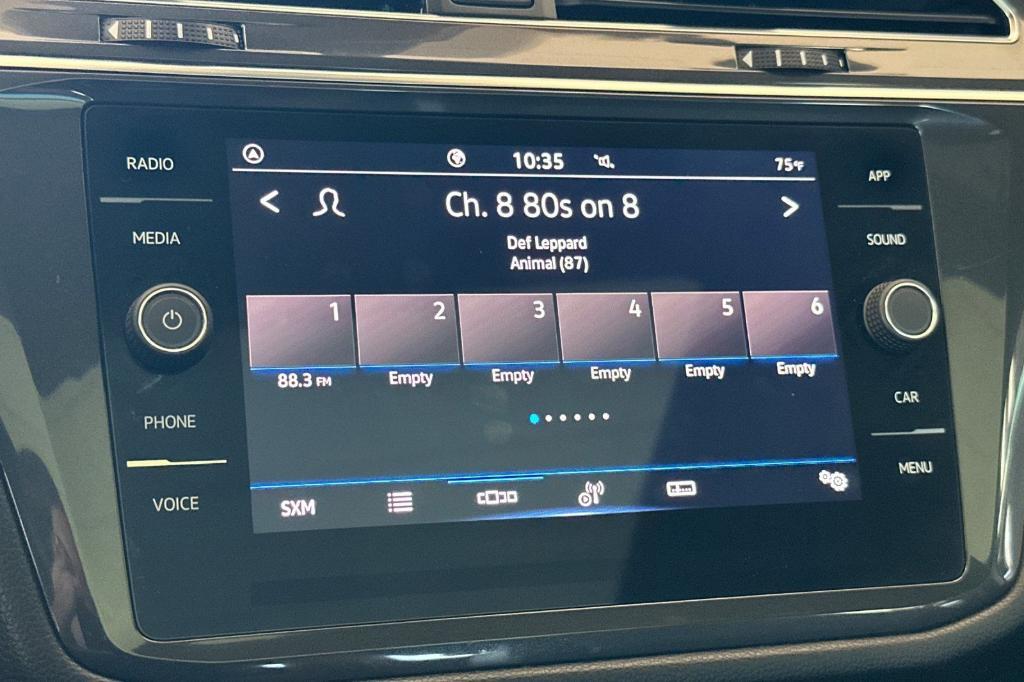 RADIO
MEDIA
PHONE
VOICE
10:35
75°F
Ch. 8 80s on 8
Def Leppard
Animal (87)
1 2 3 4 5 6
88.3 FM Empty Empty Empty Empty Empty
SXM
APP
SOUND
CAR
MENU